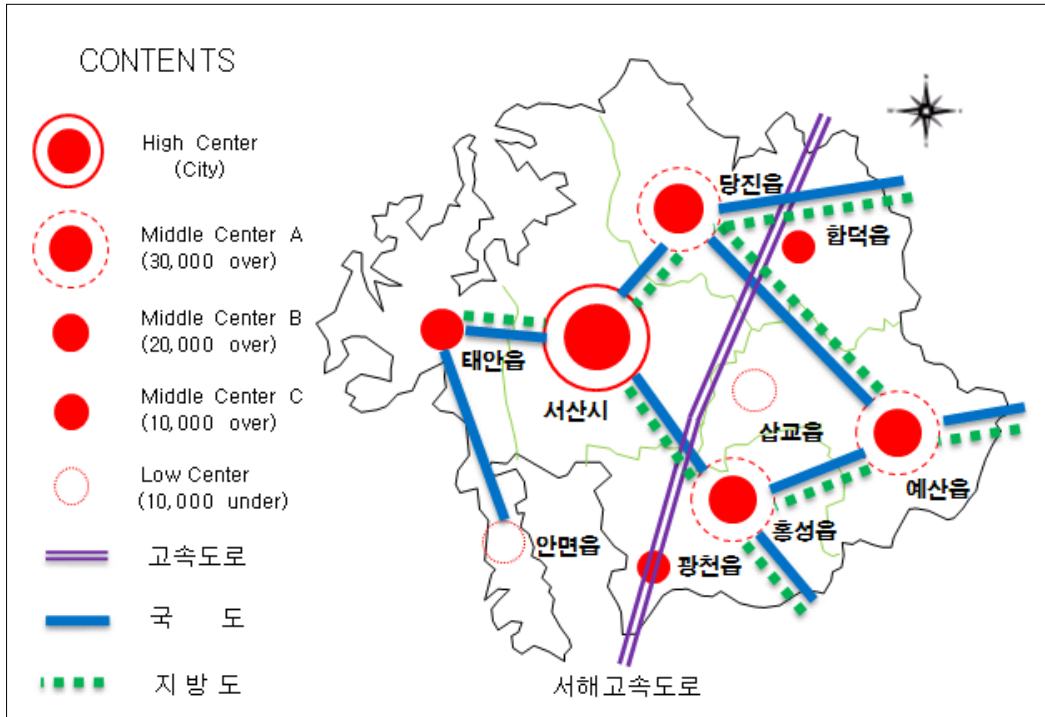 CONTENTS
High Center
(City)
Middle Center A
(30,000 over)
Middle Center B
(20,000 over)
Middle Center C
(10,000 over)
Low Center
(10,000 under)
고속도로
국 도
지 방 도
당진읍
합덕읍
태안읍
서산시
삽교읍
예산읍
홍성읍
안면읍
광천읍
서해고속도로